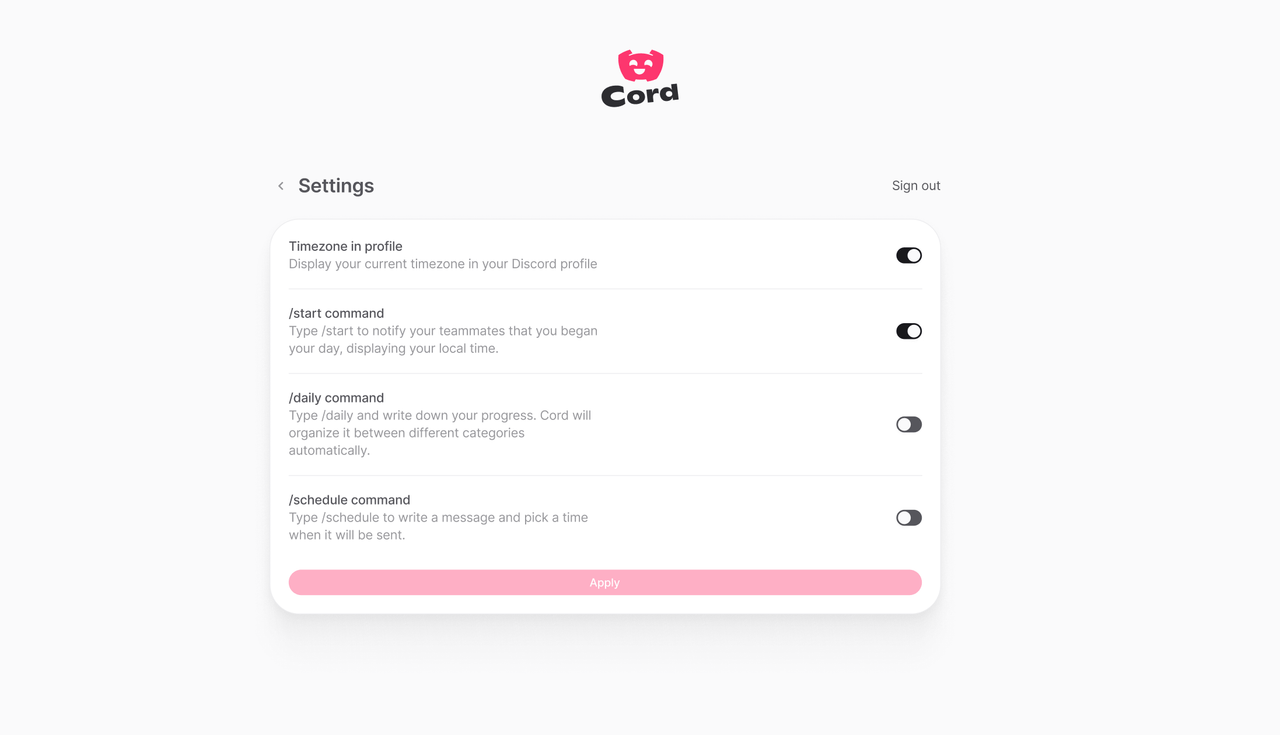 Cord
Settings
Sign out
Timezone in profile
Display your current timezone in your Discord profile
/start command
Type /start to notify your teammates that you began
your day, displaying your local time.
/daily command
Type /daily and write down your progress. Cord will
organize it between different categories
automatically.
/schedule command
Type /schedule to write a message and pick a time
when it will be sent.
Apply